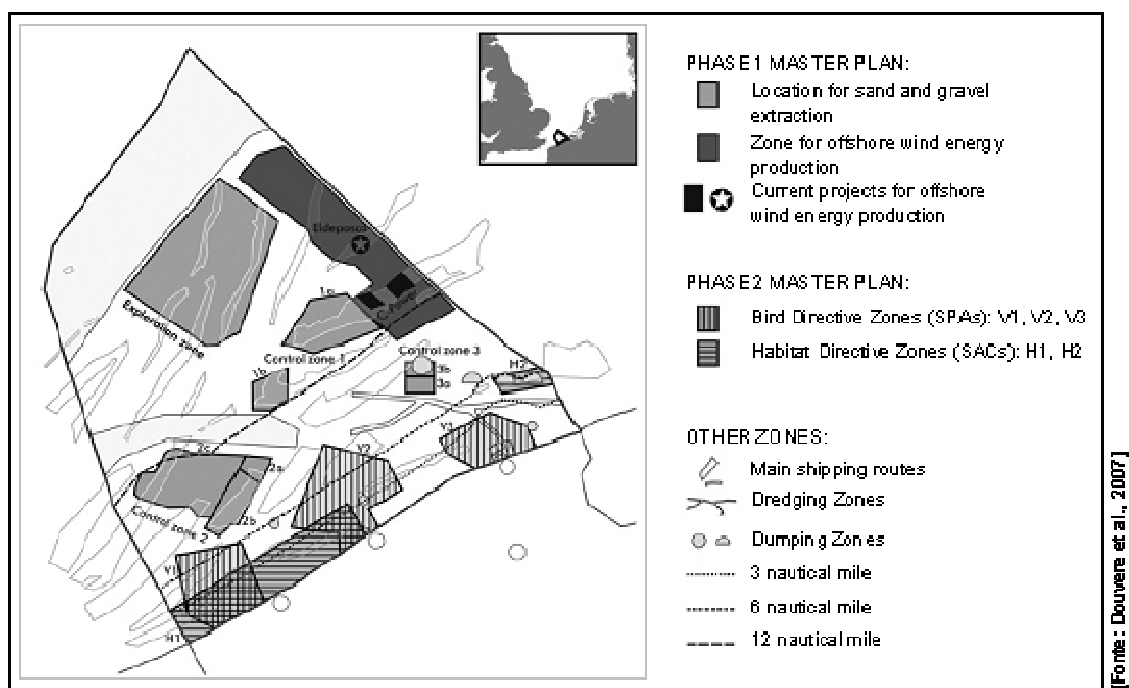 Eldepasco
1a
C-Power
Exploration zone
Control zone 1
1b
Control zone 3
3b
3a
H2
V3
V2
2c
2a
2b
Control zone 2
V1
H1
PHASE 1 MASTER PLAN:
Location for sand and gravel
extraction
Zone for offshore wind energy
production
Current projects for offshore
wind energy production
PHASE 2 MASTER PLAN:
Bird Directive Zones (SPAs): V1, V2, V3
Habitat Directive Zones (SACs): H1, H2
OTHER ZONES:
Main shipping routes
Dredging Zones
Dumping Zones
3 nautical mile
6 nautical mile
12 nautical mile
[Fonte: Douvere et al., 2007]